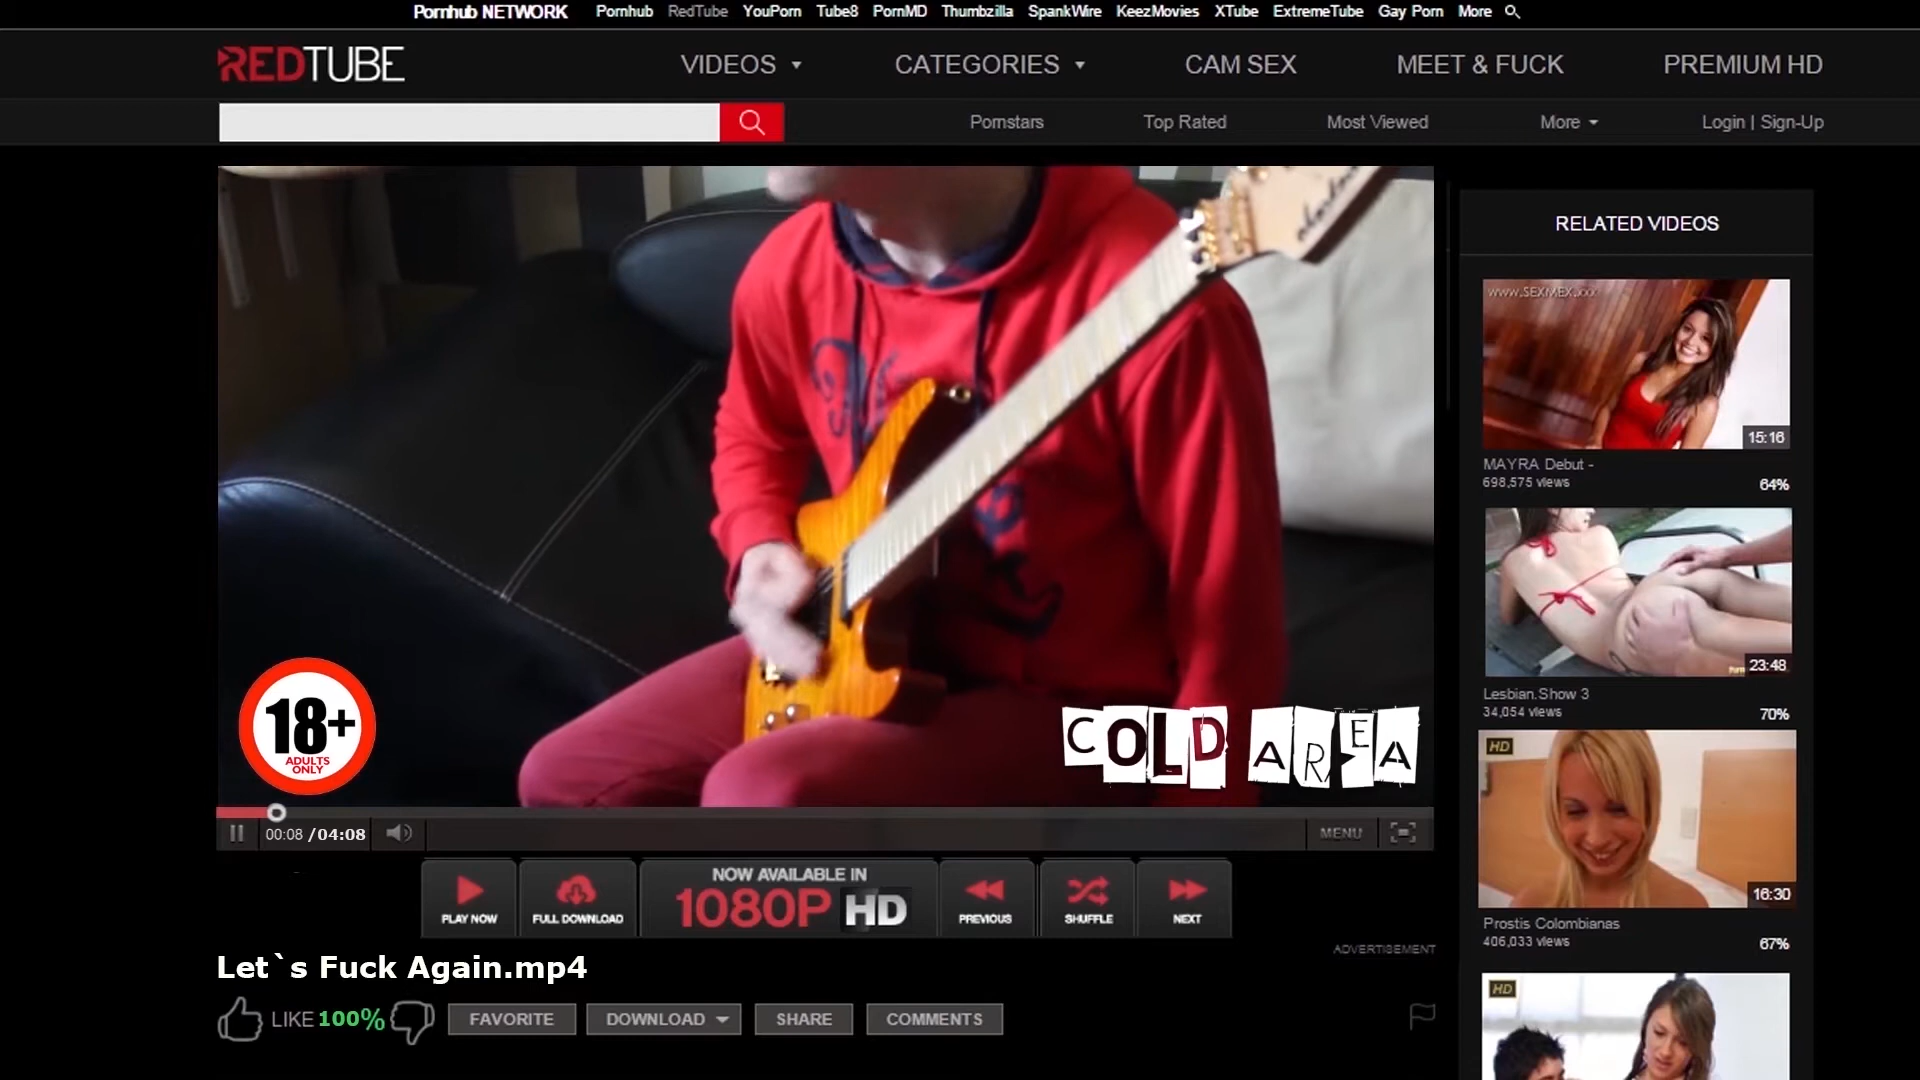 Pornhub NETWORK Pornhub RedTube YouPorn Tube8 PornMD Thumbzilla SpankWire KeezMovies XTube ExtremeTube Gay Porn More
REDTUBE VIDEOS CATEGORIES CAM SEX MEET & FUCK PREMIUM HD
Pornstars Top Rated Most Viewed More Login | Sign-Up
RELATED VIDEOS
www.SEXMEX.xxx
15:16
MAYRA Debut -
698,575 views 64%
23:48
Lesbian.Show 3
34,054 views 70%
HD
16:30
Prostis Colombianas
406,033 views 67%
HD
18+
ADULTS
ONLY
COLD AREA
00:08 /04:08 MENU
PLAY NOW
FULL DOWNLOAD
NOW AVAILABLE IN
1080P HD
PREVIOUS
SHUFFLE
NEXT
ADVERTISEMENT
Let`s Fuck Again.mp4
LIKE 100% FAVORITE DOWNLOAD SHARE COMMENTS